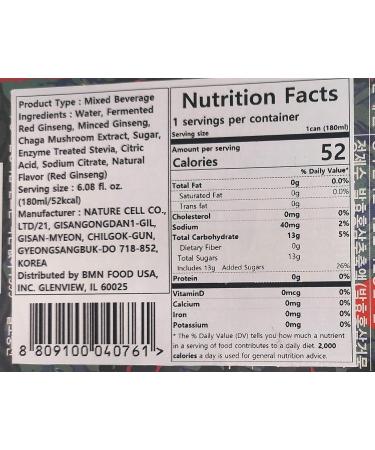 Product Type : Mixed Beverage
Ingredients : Water, Fermented
Red Ginseng, Minced Ginseng,
Chaga Mushroom Extract, Sugar,
Enzyme Treated Stevia, Citric
Acid, Sodium Citrate, Natural
Flavor (Red Ginseng)
Serving size : 6.08 fl. oz.
(180ml/52kcal)
Manufacturer : NATURE CELL CO.,
LTD/21, GISANGONGDAN1-GIL,
GISAN-MYEON, CHILGOK-GUN,
GYEONGSANGBUK-DO 718-852,
KOREA
Distributed by BMN FOOD USA,
INC. GLENVIEW, IL 60025
8 809100 040761 >
Nutrition Facts
1 servings per container
Serving size 1can (180ml)
Amount per serving
Calories 52
% Daily Value*
Total Fat 0g 0.0%
Saturated Fat 0g 0.0%
Trans fat 0g
Cholesterol 0mg 0%
Sodium 40mg 2%
Total Carbohydrate 13g 5%
Dietary Fiber 0g
Total Sugars 13g
Includes 13g Added Sugars 26%
Protein 0g 0%
VitaminD 0mcg 0%
Calcium 0mg 0%
Iron 0mg 0%
Potassium 0mg 0%
* The % Daily Value (DV) tells you how much a nutrient
in a serving of food contributes to a daily diet. 2,000
calories a day is used for general nutrition advice.